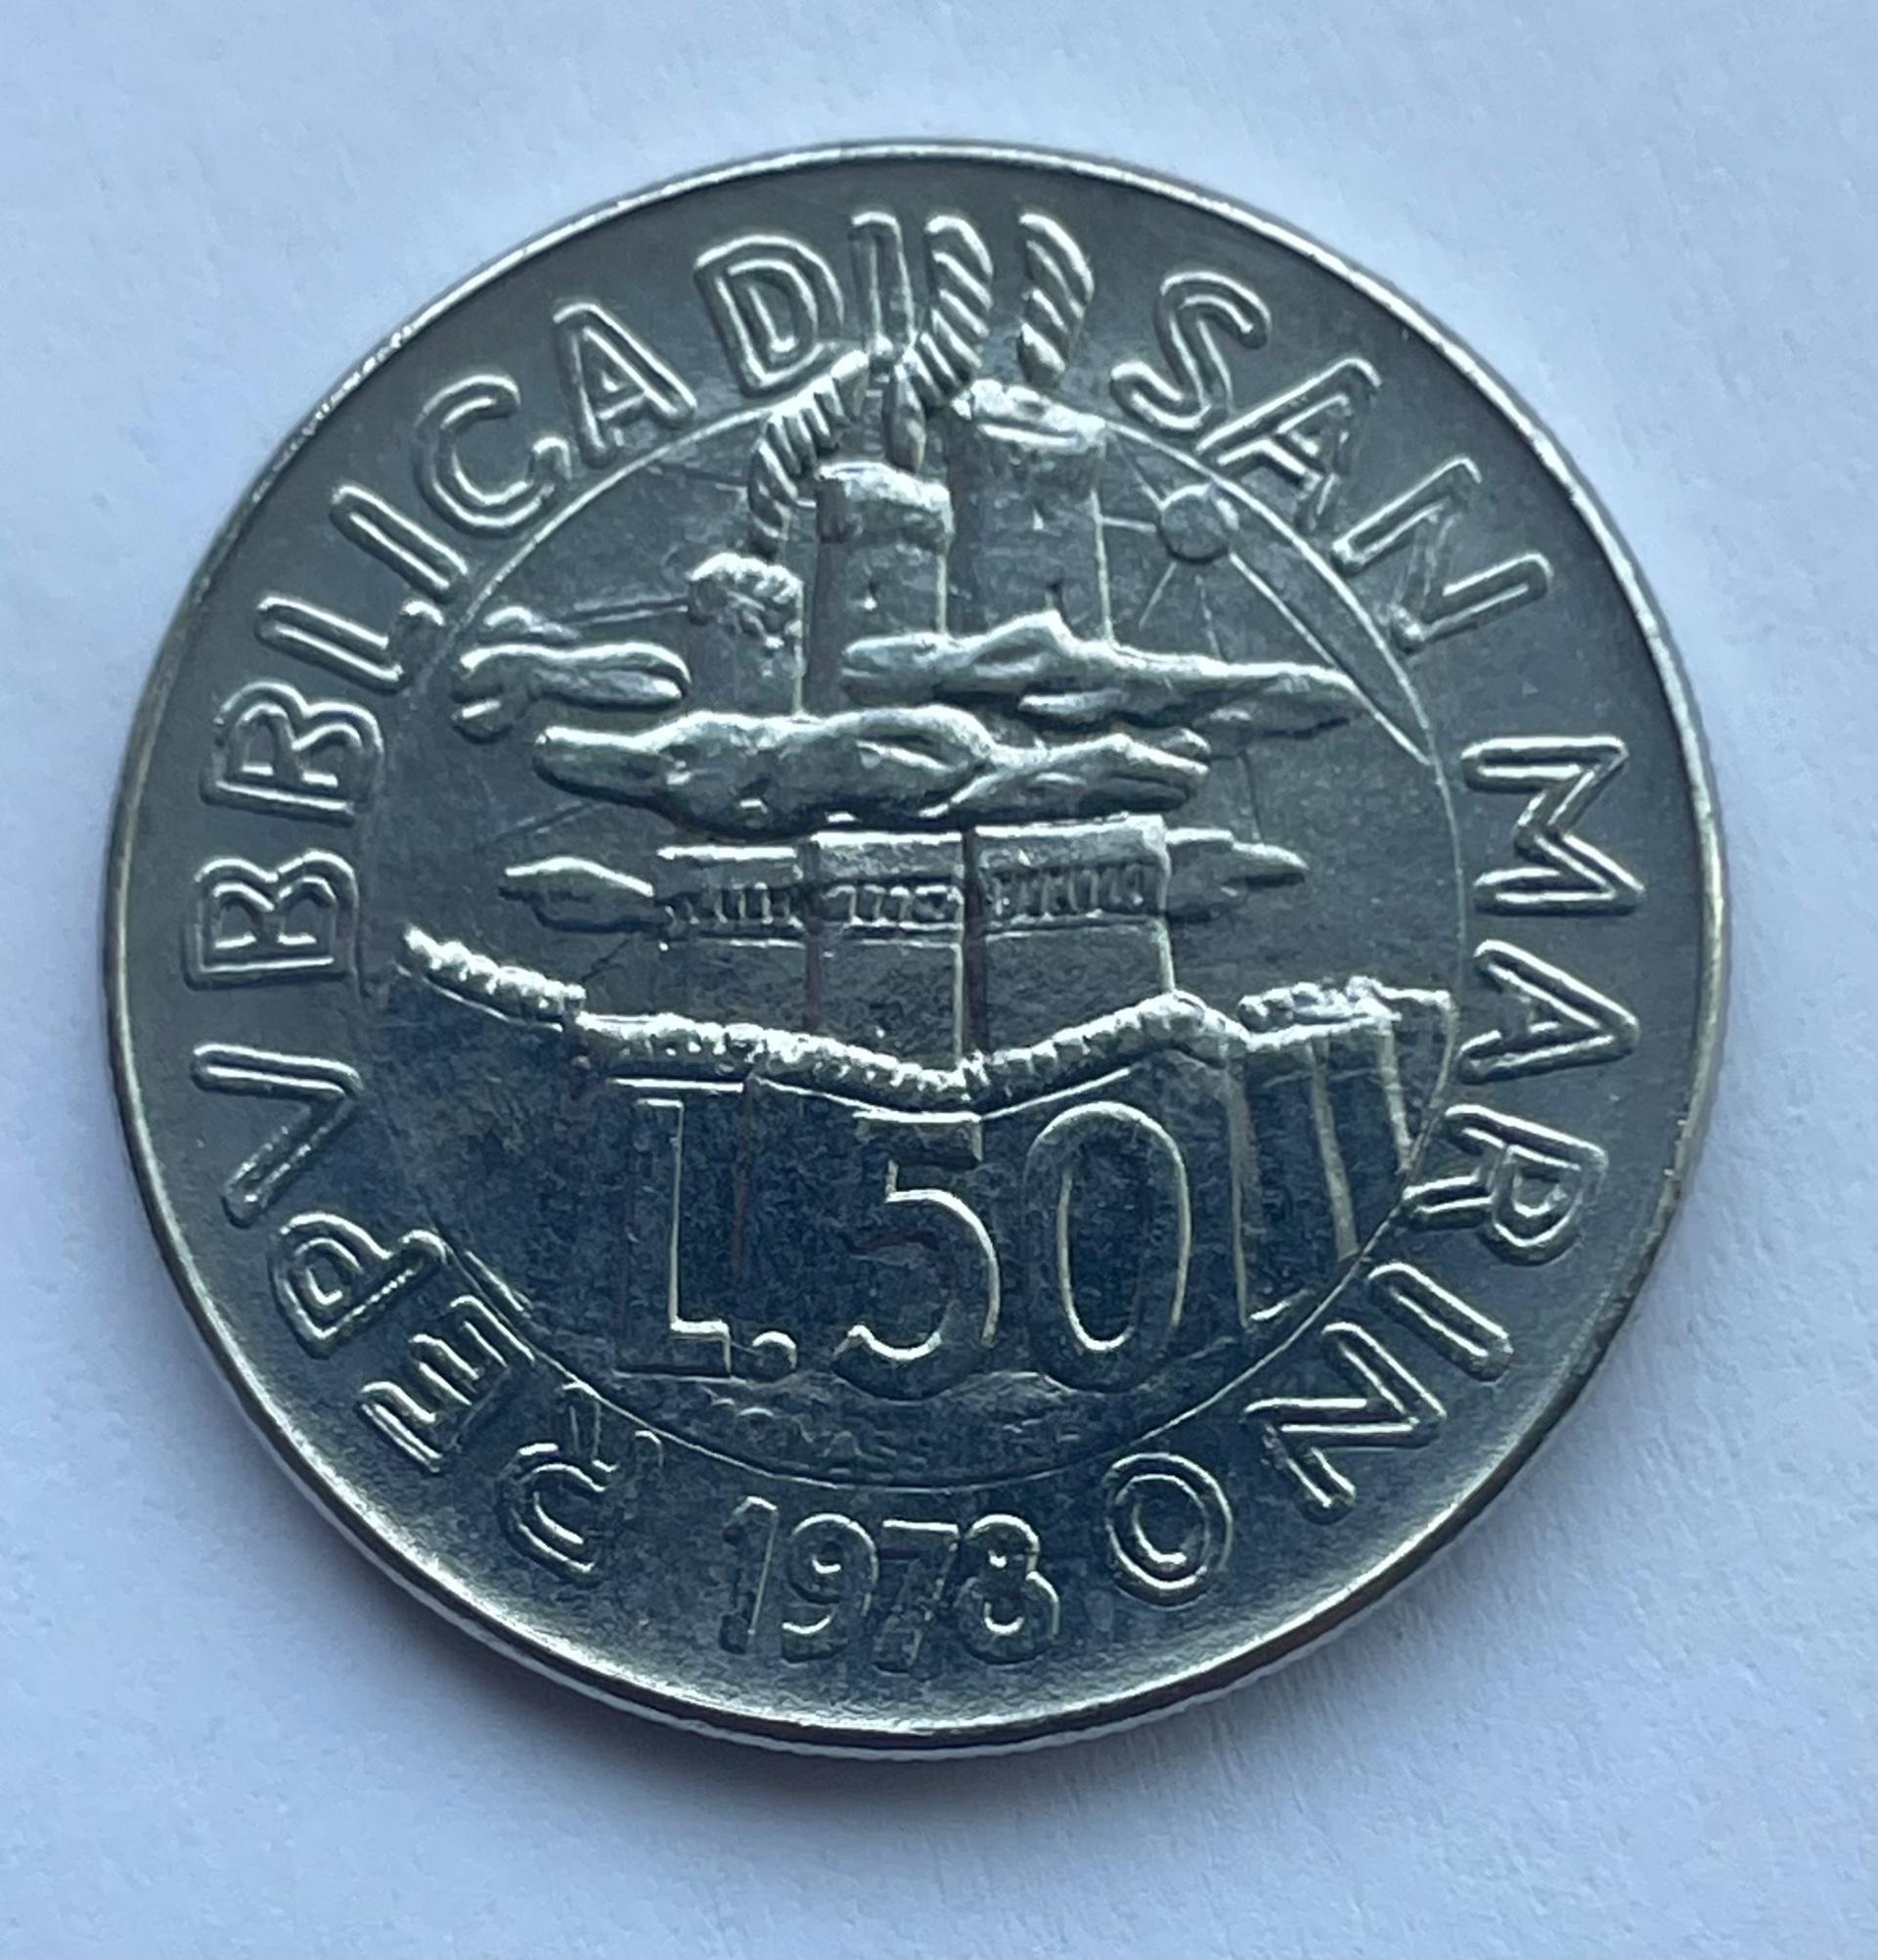 REPVBBLICA DI SAN MARINO
L.50
1978